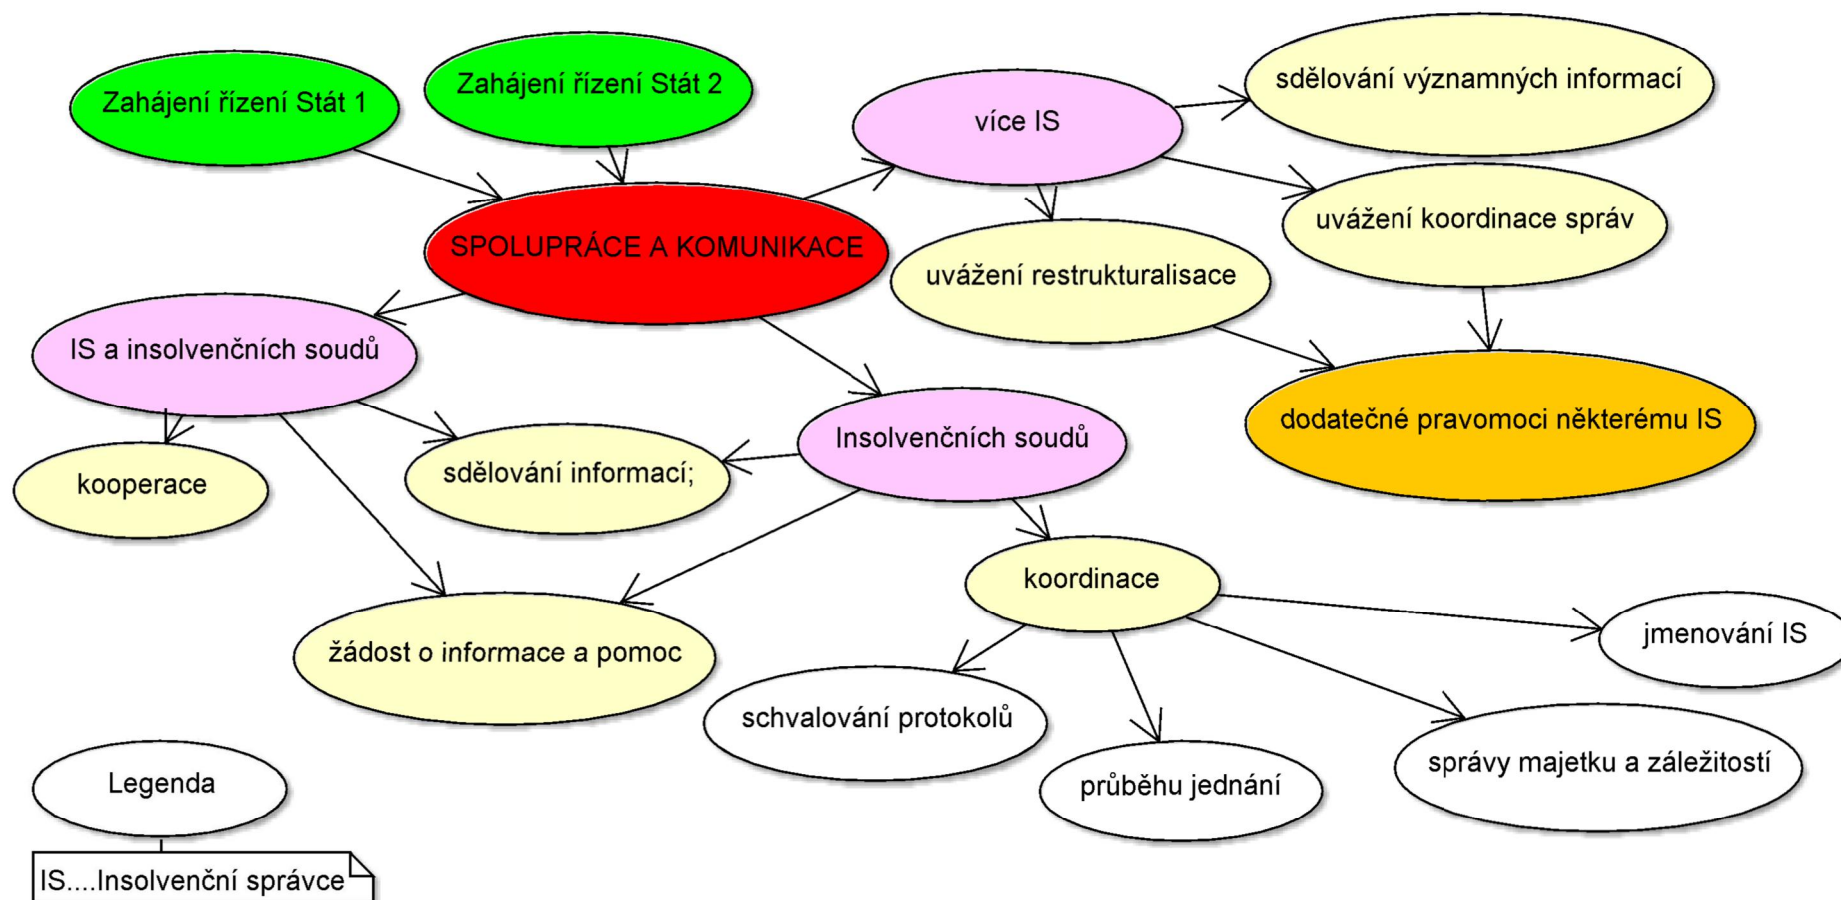 Zahájení řízení Stát 1
Zahájení řízení Stát 2
více IS
sdělování významných informací
uvážení koordinace správ
SPOLUPRÁCE A KOMUNIKACE
uvážení restrukturalisace
IS a insolvenčních soudů
dodatečné pravomoci některému IS
Insolvenčních soudů
kooperace
sdělování informací;
koordinace
žádost o informace a pomoc
jmenování IS
schvalování protokolů
průběhu jednání
správy majetku a záležitostí
Legenda
IS....Insolvenční správce